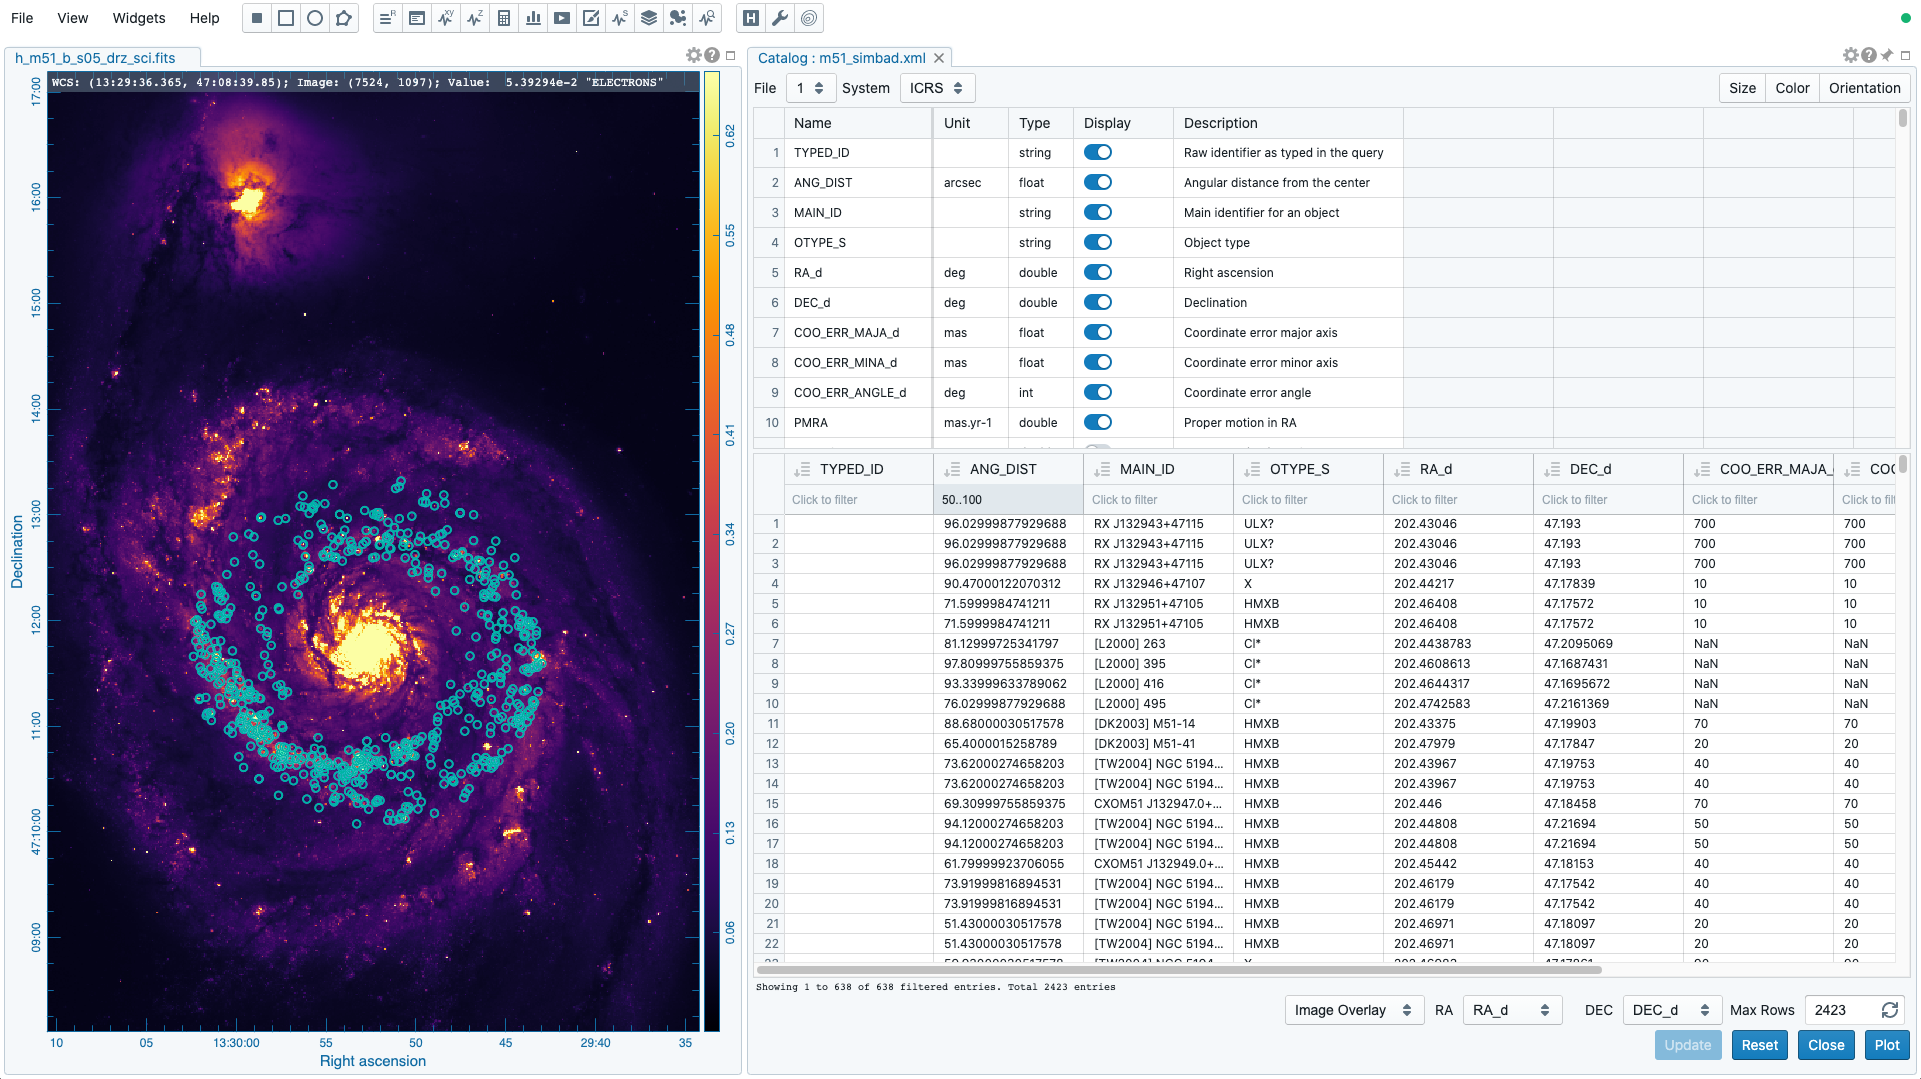 File View Widgets Help
h_m51_b_s05_drz_sci.fits
WCS: (13:29:36.365, 47:08:39.85); Image: (7524, 1097); Value: 5.39294e-2 "ELECTRONS"
17:00
16:00
15:00
14:00
13:00
12:00
11:00
47:10:00
09:00
Declination
10 05 13:30:00 55 50 45 29:40 35
Right ascension
0.62
0.55
0.48
0.41
0.34
0.27
0.20
0.13
0.06
Catalog : m51_simbad.xml
File 1 System ICRS Size Color Orientation
Name Unit Type Display Description
1 TYPED_ID string Raw identifier as typed in the query
2 ANG_DIST arcsec float Angular distance from the center
3 MAIN_ID string Main identifier for an object
4 OTYPE_S string Object type
5 RA_d deg double Right ascension
6 DEC_d deg double Declination
7 COO_ERR_MAJA_d mas float Coordinate error major axis
8 COO_ERR_MINA_d mas float Coordinate error minor axis
9 COO_ERR_ANGLE_d deg int Coordinate error angle
10 PMRA mas.yr-1 double Proper motion in RA
TYPED_ID ANG_DIST MAIN_ID OTYPE_S RA_d DEC_d COO_ERR_MAJA_
Click to filter 50..100 Click to filter Click to filter Click to filter Click to filter Click to filter
1 96.02999877929688 RX J132943+47115 ULX? 202.43046 47.193 700 700
2 96.02999877929688 RX J132943+47115 ULX? 202.43046 47.193 700 700
3 96.02999877929688 RX J132943+47115 ULX? 202.43046 47.193 700 700
4 90.47000122070312 RX J132946+47107 X 202.44217 47.17839 10 10
5 71.5999984741211 RX J132951+47105 HMXB 202.46408 47.17572 10 10
6 71.5999984741211 RX J132951+47105 HMXB 202.46408 47.17572 10 10
7 81.12999725341797 [L2000] 263 Cl* 202.4438783 47.2095069 NaN NaN
8 97.80999755859375 [L2000] 395 Cl* 202.4608613 47.1687431 NaN NaN
9 93.33999633789062 [L2000] 416 Cl* 202.4644317 47.1695672 NaN NaN
10 76.02999877929688 [L2000] 495 Cl* 202.4742583 47.2161369 NaN NaN
11 88.68000030517578 [DK2003] M51-14 HMXB 202.43375 47.19903 70 70
12 65.4000015258789 [DK2003] M51-41 HMXB 202.47979 47.17847 20 20
13 73.62000274658203 [TW2004] NGC 5194... HMXB 202.43967 47.19753 40 40
14 73.62000274658203 [TW2004] NGC 5194... HMXB 202.43967 47.19753 40 40
15 69.30999755859375 CXOM51 J132947.0+... HMXB 202.446 47.18458 70 70
16 94.12000274658203 [TW2004] NGC 5194... HMXB 202.44808 47.21694 50 50
17 94.12000274658203 [TW2004] NGC 5194... HMXB 202.44808 47.21694 50 50
18 61.79999923706055 CXOM51 J132949.0+... HMXB 202.45442 47.18153 40 40
19 73.91999816894531 [TW2004] NGC 5194... HMXB 202.46179 47.17542 40 40
20 73.91999816894531 [TW2004] NGC 5194... HMXB 202.46179 47.17542 40 40
21 51.43000030517578 [TW2004] NGC 5194... HMXB 202.46971 47.18097 20 20
22 51.43000030517578 [TW2004] NGC 5194... HMXB 202.46971 47.18097 20 20
Showing 1 to 638 of 638 filtered entries. Total 2423 entries
Image Overlay RA RA_d DEC DEC_d Max Rows 2423
Update Reset Close Plot